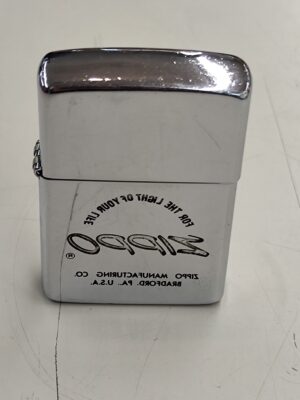 FOR THE LIGHT OF YOUR LIFE
ZIPPO®
ZIPPO MANUFACTURING CO.
BRADFORD. PA.. U.S.A.